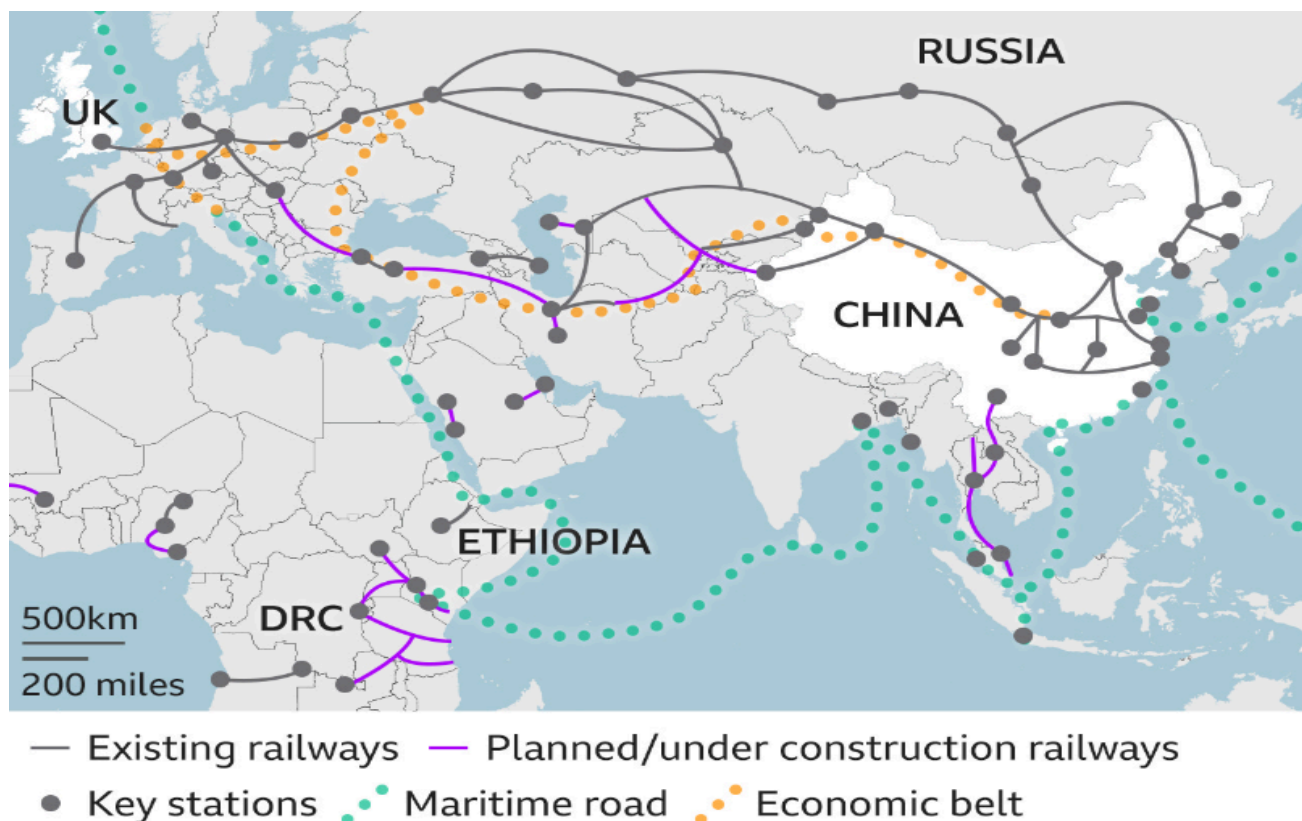 RUSSIA
UK
CHINA
ETHIOPIA
DRC
500km
200 miles
Existing railways Planned/under construction railways
Key stations Maritime road Economic belt